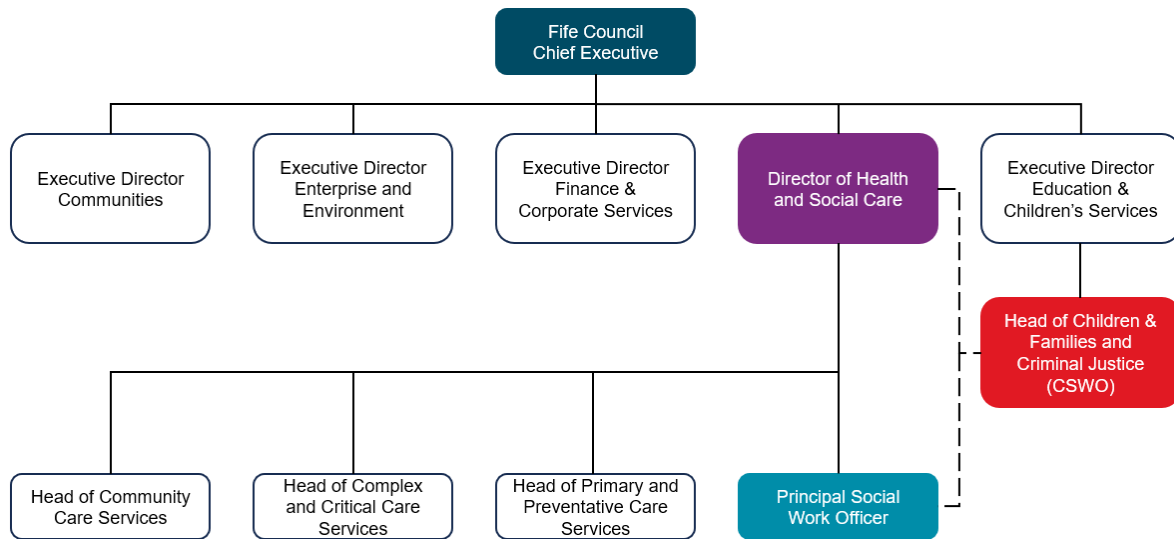 Fife Council
Chief Executive
Executive Director
Communities
Executive Director
Enterprise and
Environment
Executive Director
Finance &
Corporate Services
Director of Health
and Social Care
Executive Director
Education &
Children’s Services
Head of Children &
Families and
Criminal Justice
(CSWO)
Head of Community
Care Services
Head of Complex
and Critical Care
Services
Head of Primary and
Preventative Care
Services
Principal Social
Work Officer